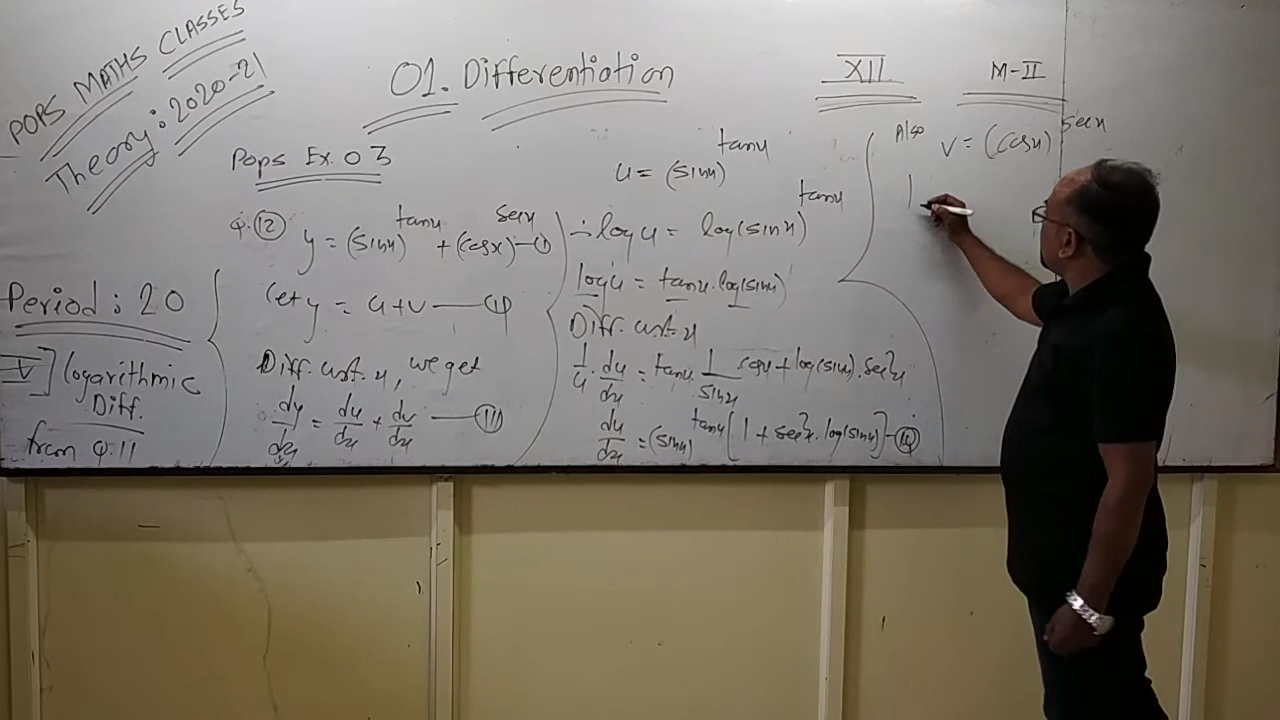 POPS MATHS CLASSES
Theory: 2020-21
01. Differentiation
XII
M-II
Pops Ex. 03
Period: 20
V] Logarithmic
Diff.
from Q.11
Q.(12) y = (sinx)^tanx + (cosx)^secx —(I)
Let y = u+v —(II)
Diff. w.r.t. x, we get
dy/dx = du/dx + dv/dx —(III)
u = (sinx)^tanx
∴ log u = log(sinx)^tanx
log u = tanx.log(sinx)
Diff. w.r.t. x
1/u . du/dx = tanx . 1/sinx . cosx + log(sinx).sec²x
du/dx = (sinx)^tanx [1 + sec²x.log(sinx)] —(IV)
Also v = (cosx)^secx